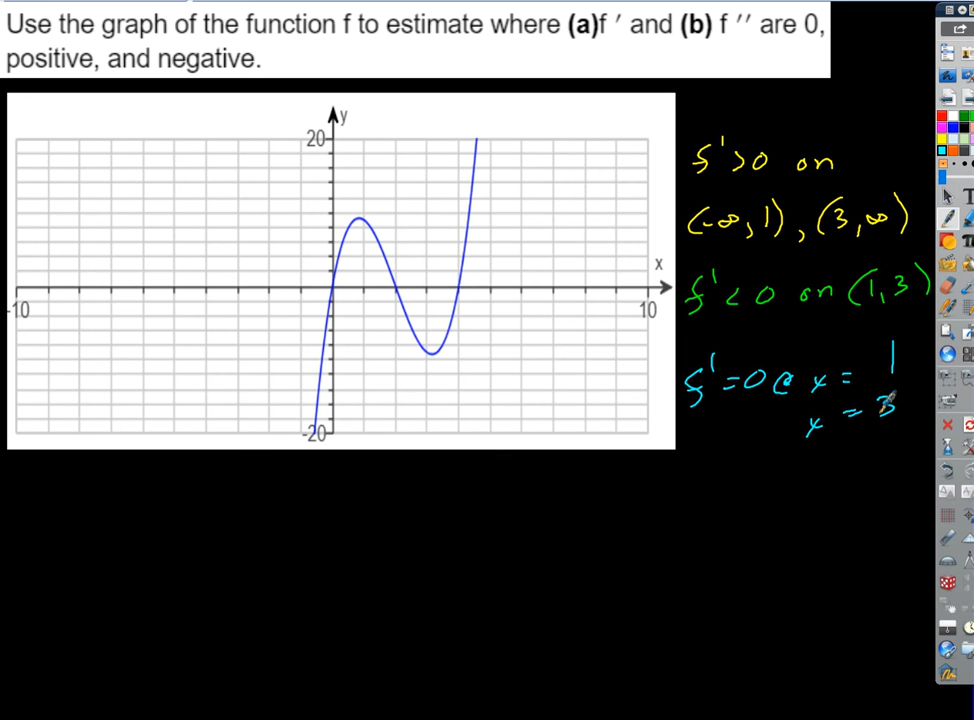 Use the graph of the function f to estimate where (a)f ′ and (b) f ′′ are 0,
positive, and negative.
y
20
x
-10
10
-20
f' > 0 on
(-∞, 1), (3, ∞)
f' < 0 on (1, 3)
f' = 0 @ x = 1
x = 3